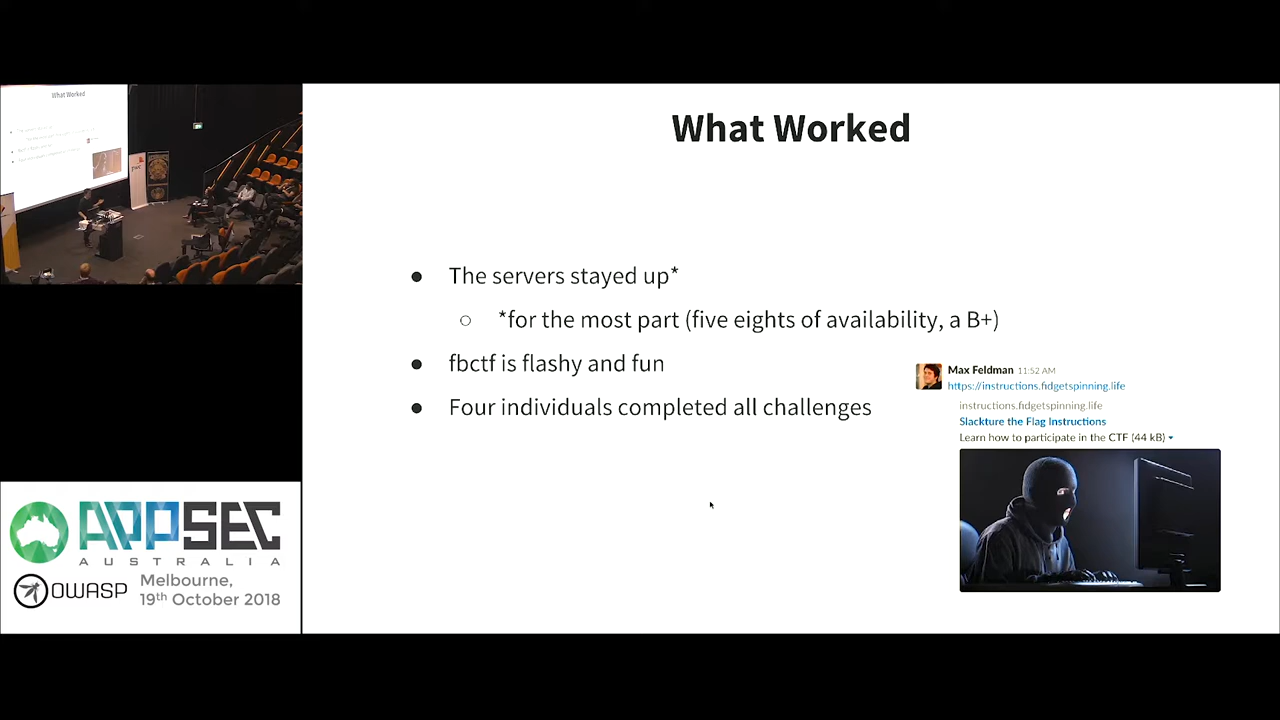 What Worked
What Worked
● The servers stayed up*
○ *for the most part (five eights of availability, a B+)
● fbctf is flashy and fun
● Four individuals completed all challenges
Max Feldman 11:52 AM
https://instructions.fidgetspinning.life
instructions.fidgetspinning.life
Slackture the Flag Instructions
Learn how to participate in the CTF (44 kB)
APPSEC
AUSTRALIA
OWASP
Melbourne,
19th October 2018